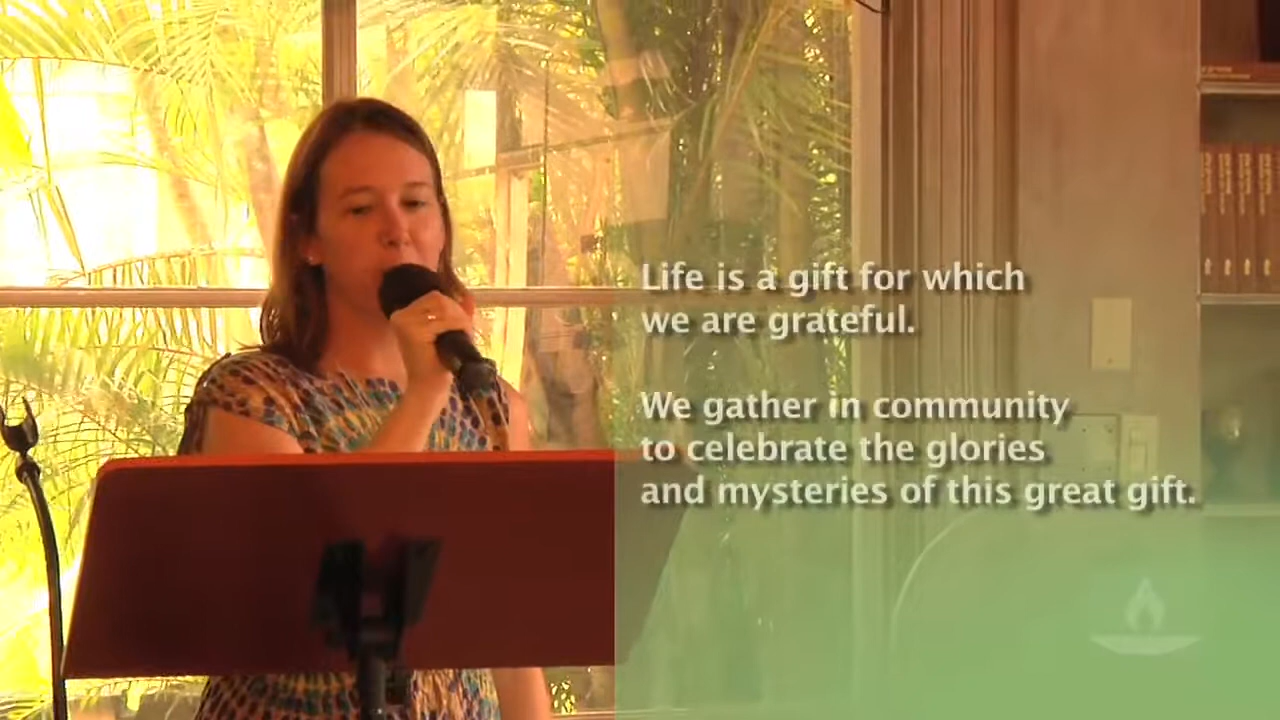 Life is a gift for which
we are grateful.
We gather in community
to celebrate the glories
and mysteries of this great gift.